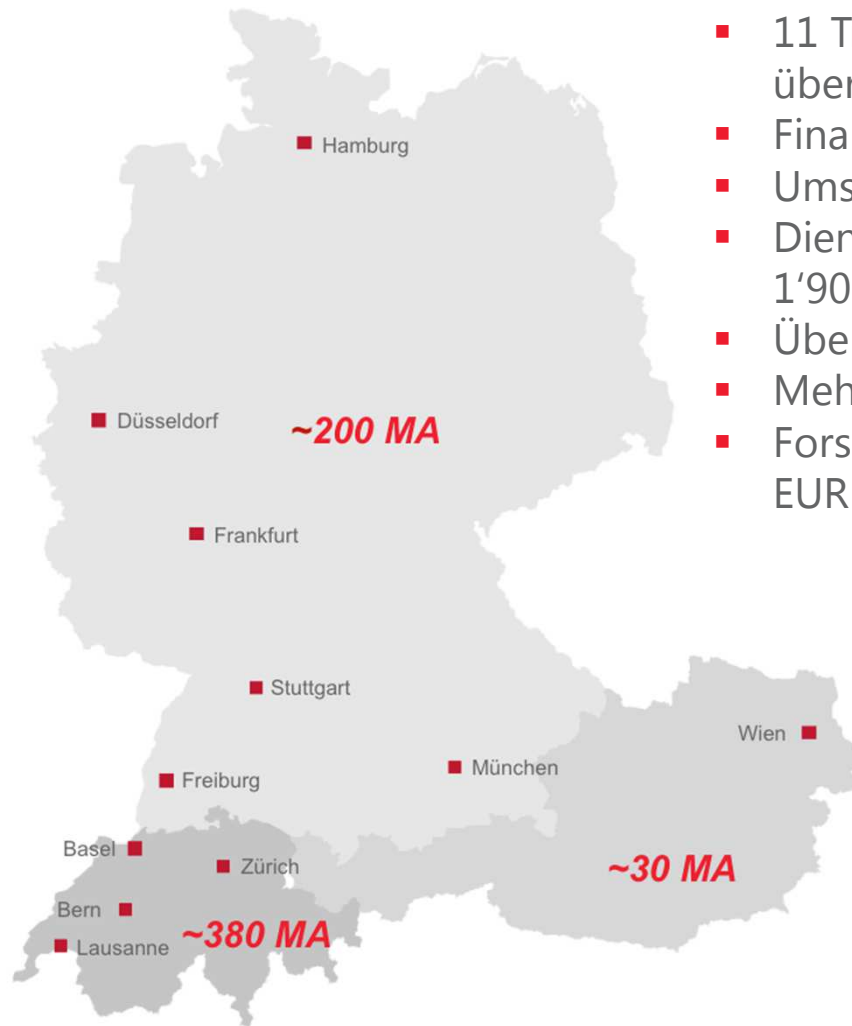 Hamburg
Düsseldorf
~200 MA
Frankfurt
Stuttgart
Wien
München
Freiburg
Basel
Zürich
~30 MA
Bern
~380 MA
Lausanne
11 T
über
Fina
Ums
Dien
1‘90
Übe
Meh
Fors
EUR